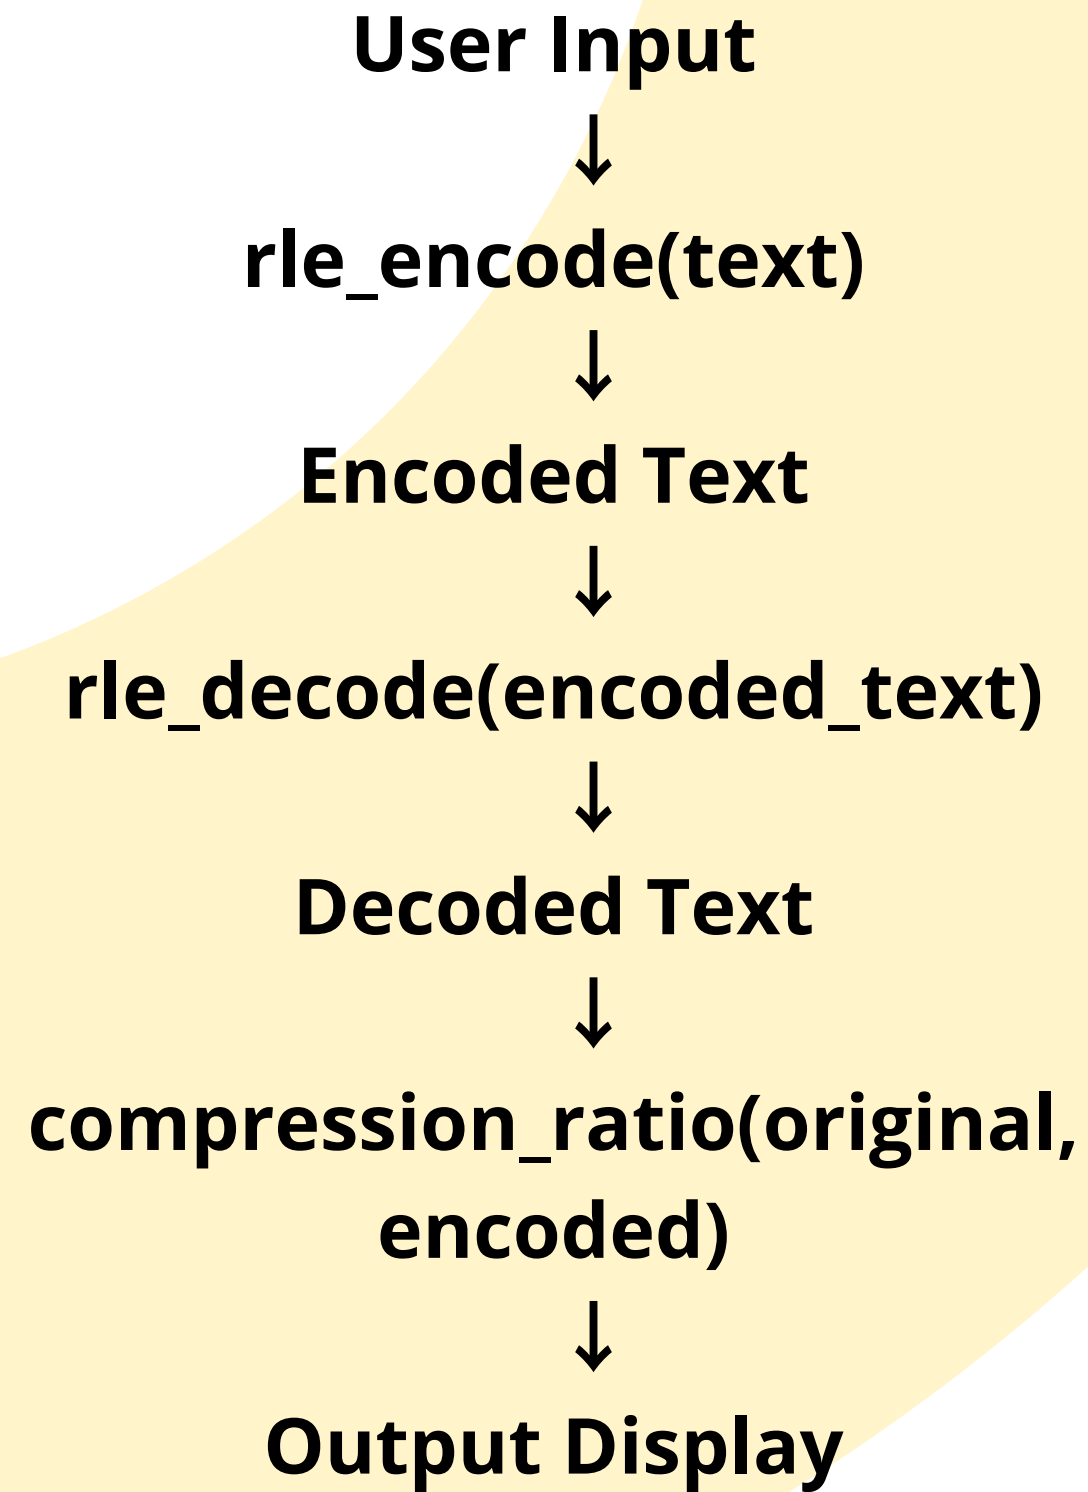 User Input
↓
rle_encode(text)
↓
Encoded Text
↓
rle_decode(encoded_text)
↓
Decoded Text
↓
compression_ratio(original,
encoded)
↓
Output Display